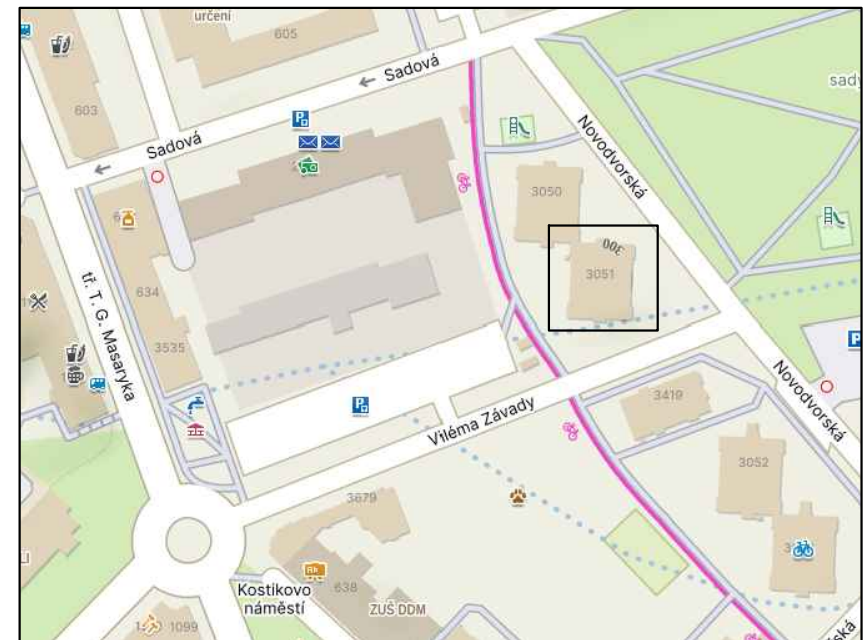 určení
605
603
← Sadová
← Sadová
P
P
Novodvorská
sady
3050
300
3051
634
3535
tř. T. G. Masaryka
Viléma Závady
3419
Novodvorská
3052
3679
638
Kostikovo
náměstí
ZUŠ DDM
1099